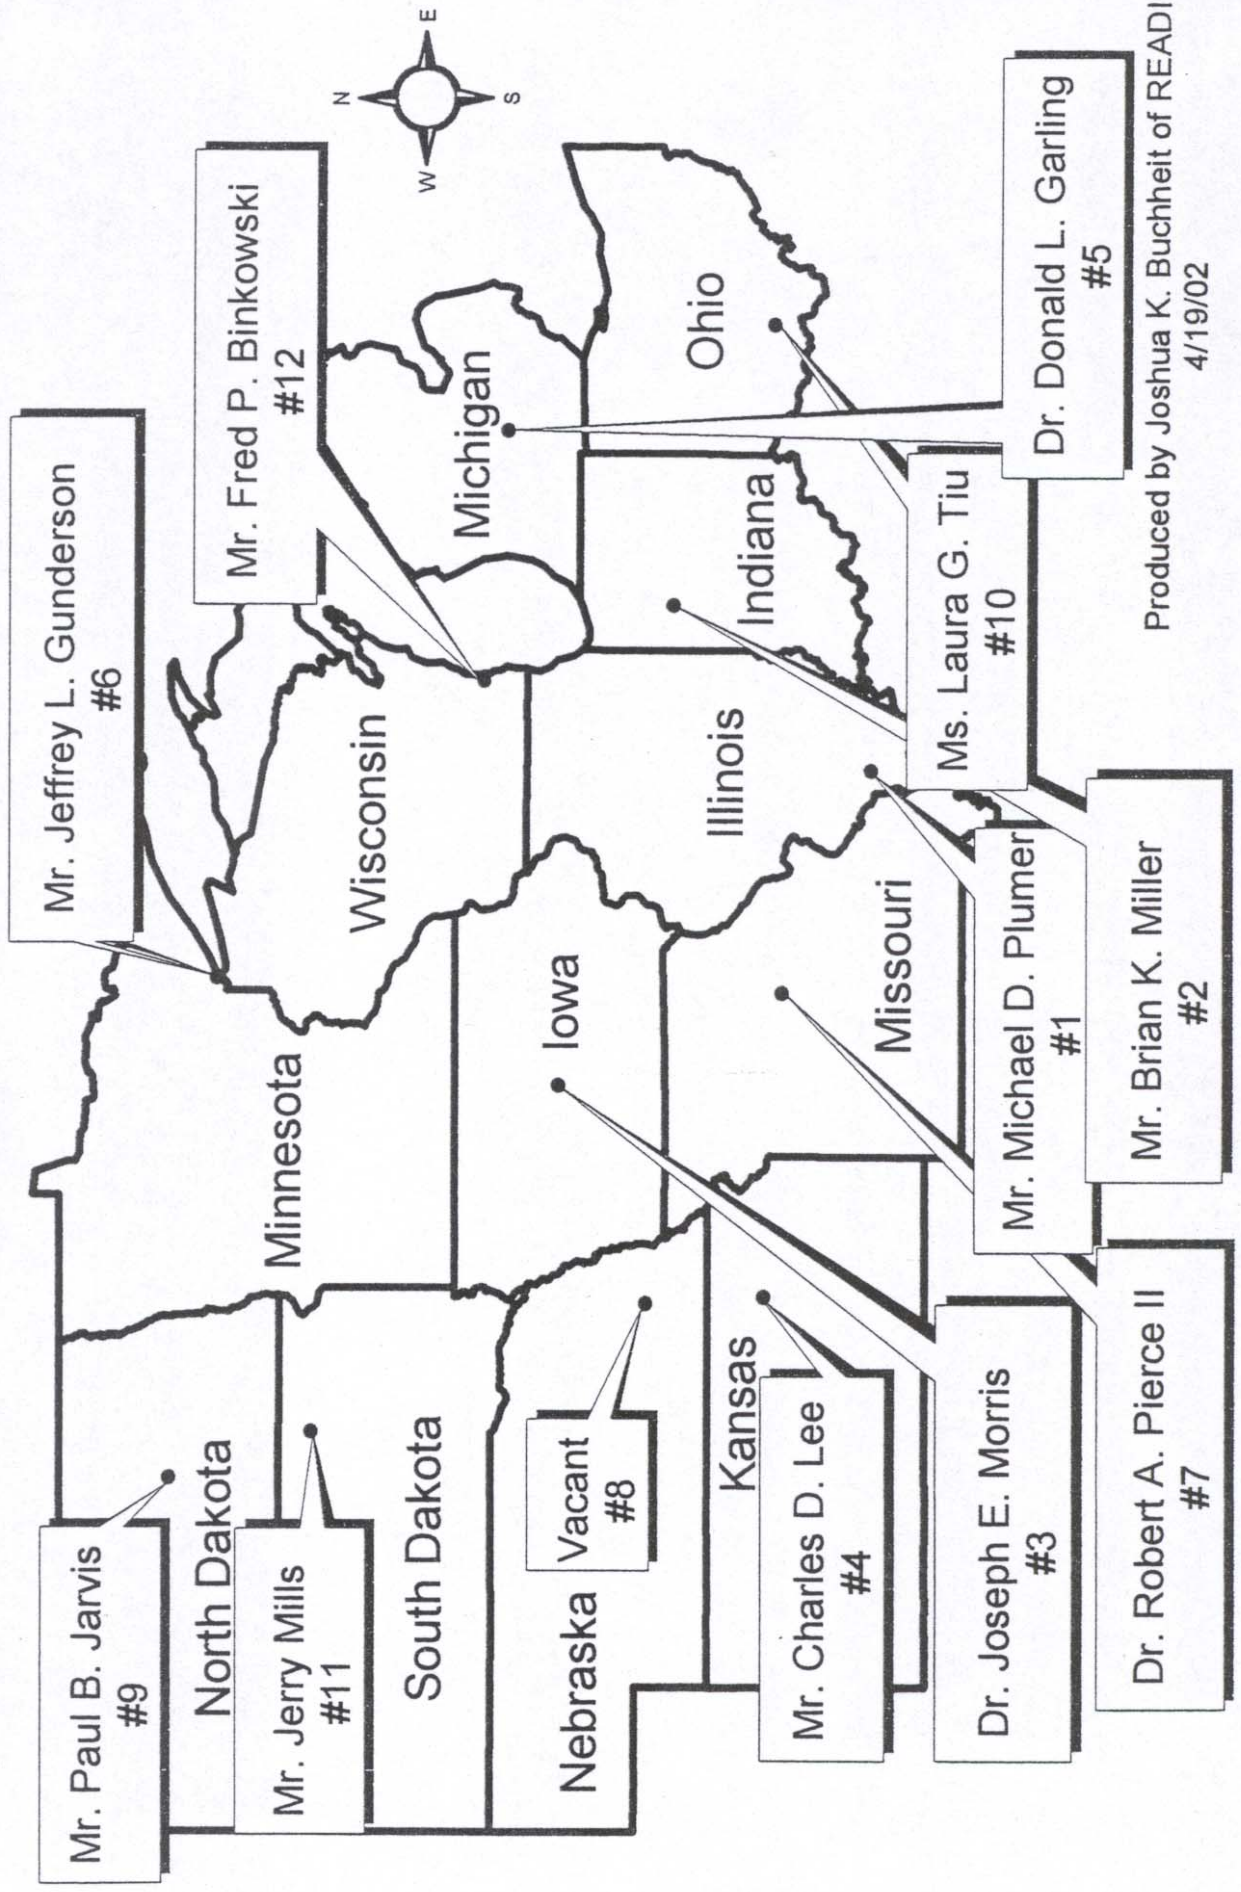 Mr. Jeffrey L. Gunderson
#6
Mr. Paul B. Jarvis
#9
Mr. Fred P. Binkowski
#12
N
W
E
S
North Dakota
Minnesota
Mr. Jerry Mills
#11
Wisconsin
Michigan
South Dakota
Vacant
#8
Iowa
Nebraska
Illinois
Indiana
Ohio
Kansas
Missouri
Mr. Charles D. Lee
#4
Ms. Laura G. Tiu
#10
Dr. Donald L. Garling
#5
Dr. Joseph E. Morris
#3
Mr. Michael D. Plumer
#1
Dr. Robert A. Pierce II
#7
Mr. Brian K. Miller
#2
Produced by Joshua K. Buchheit of READI
4/19/02